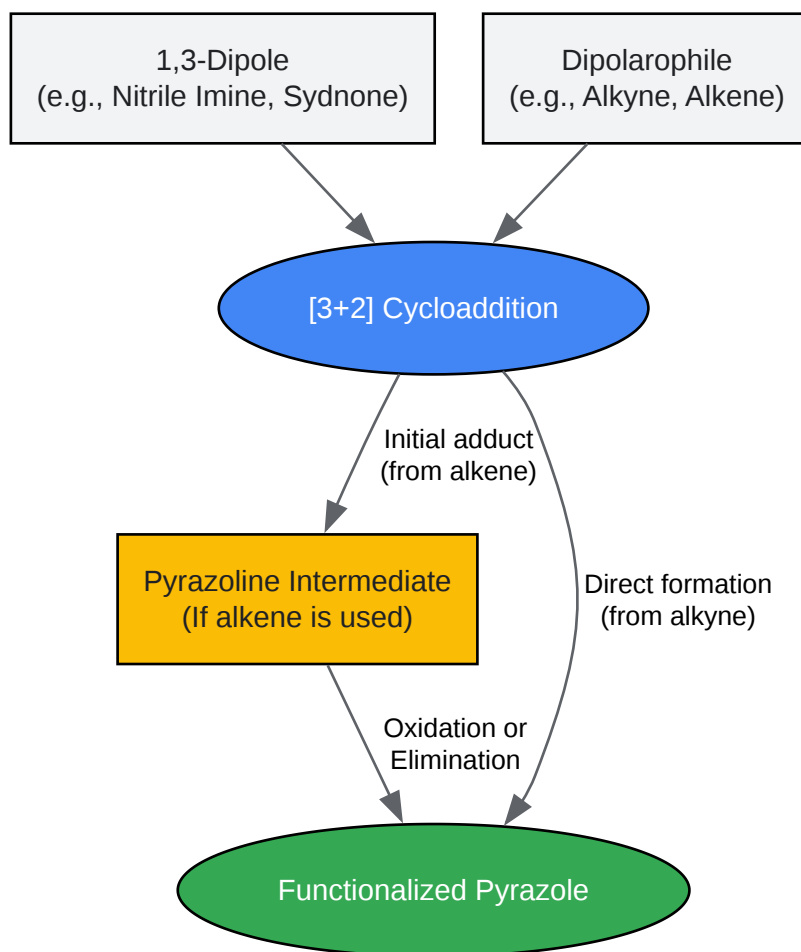 1,3-Dipole
(e.g., Nitrile Imine, Sydnone)
Dipolarophile
(e.g., Alkyne, Alkene)
[3+2] Cycloaddition
Initial adduct
(from alkene)
Pyrazoline Intermediate
(If alkene is used)
Direct formation
(from alkyne)
Oxidation or
Elimination
Functionalized Pyrazole